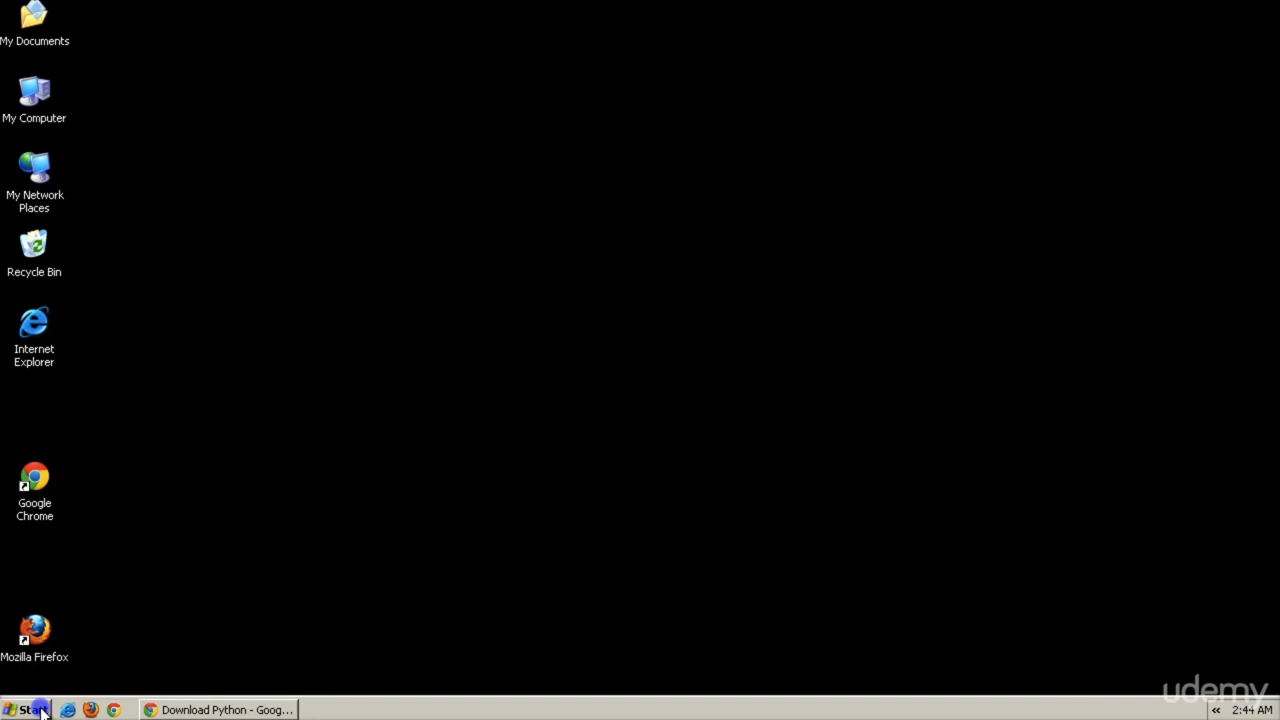 My Documents
My Computer
My Network
Places
Recycle Bin
Internet
Explorer
Google
Chrome
Mozilla Firefox
udemy
Start
Download Python - Goog...
«
2:44 AM